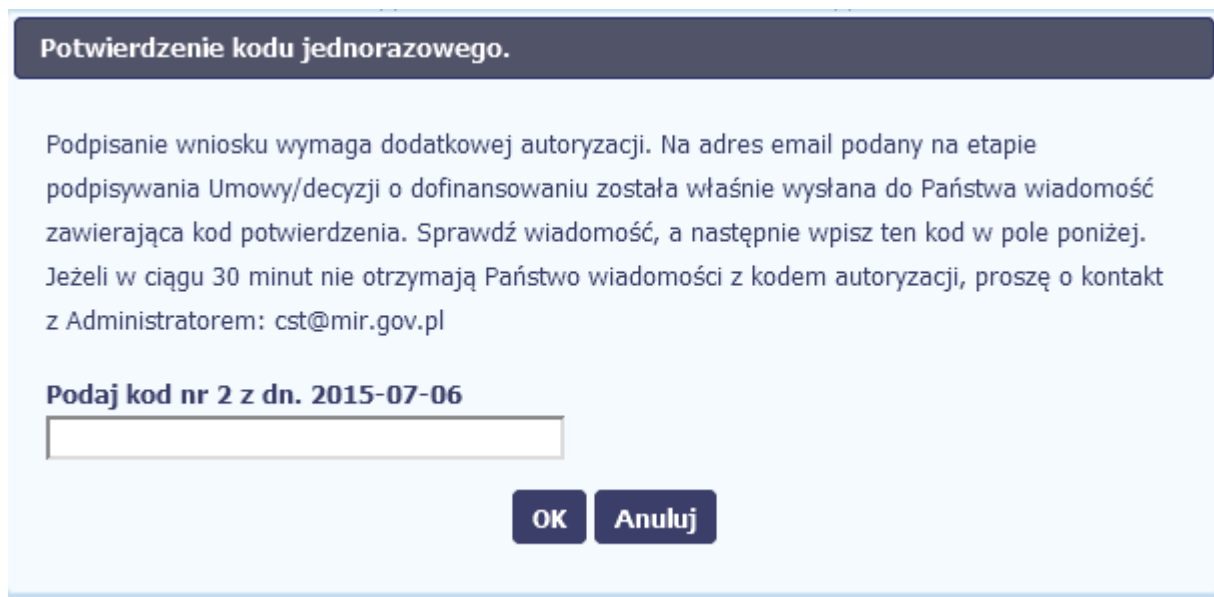 Potwierdzenie kodu jednorazowego.
Podpisanie wniosku wymaga dodatkowej autoryzacji. Na adres email podany na etapie
podpisywania Umowy/decyzji o dofinansowaniu została właśnie wysłana do Państwa wiadomość
zawierająca kod potwierdzenia. Sprawdź wiadomość, a następnie wpisz ten kod w pole poniżej.
Jeżeli w ciągu 30 minut nie otrzymają Państwo wiadomości z kodem autoryzacji, proszę o kontakt
z Administratorem: cst@mir.gov.pl
Podaj kod nr 2 z dn. 2015-07-06
OK Anuluj